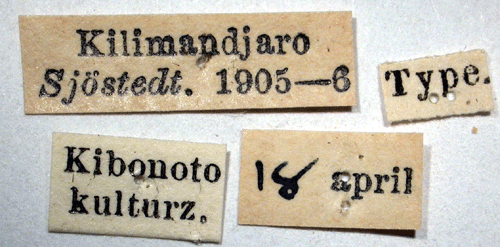 Kilimandjaro
Sjöstedt. 1905—6
Type.
Kibonoto
kulturz.
18 april